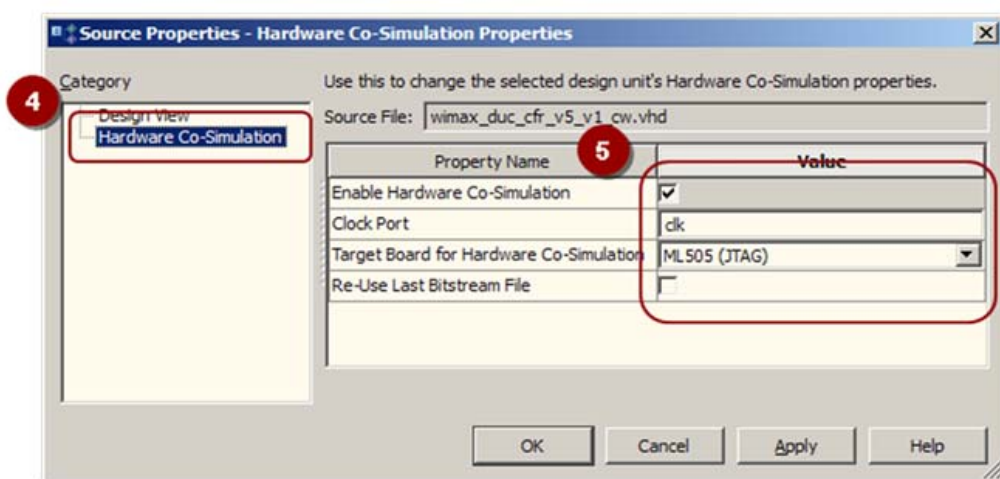 Source Properties - Hardware Co-Simulation Properties
Category
Use this to change the selected design unit's Hardware Co-Simulation properties.
4
Design View
Hardware Co-Simulation
Source File: wimax_duc_cfr_v5_v1_cw.vhd
5
Property Name Value
Enable Hardware Co-Simulation
Clock Port clk
Target Board for Hardware Co-Simulation ML505 (JTAG)
Re-Use Last Bitstream File
OK Cancel Apply Help